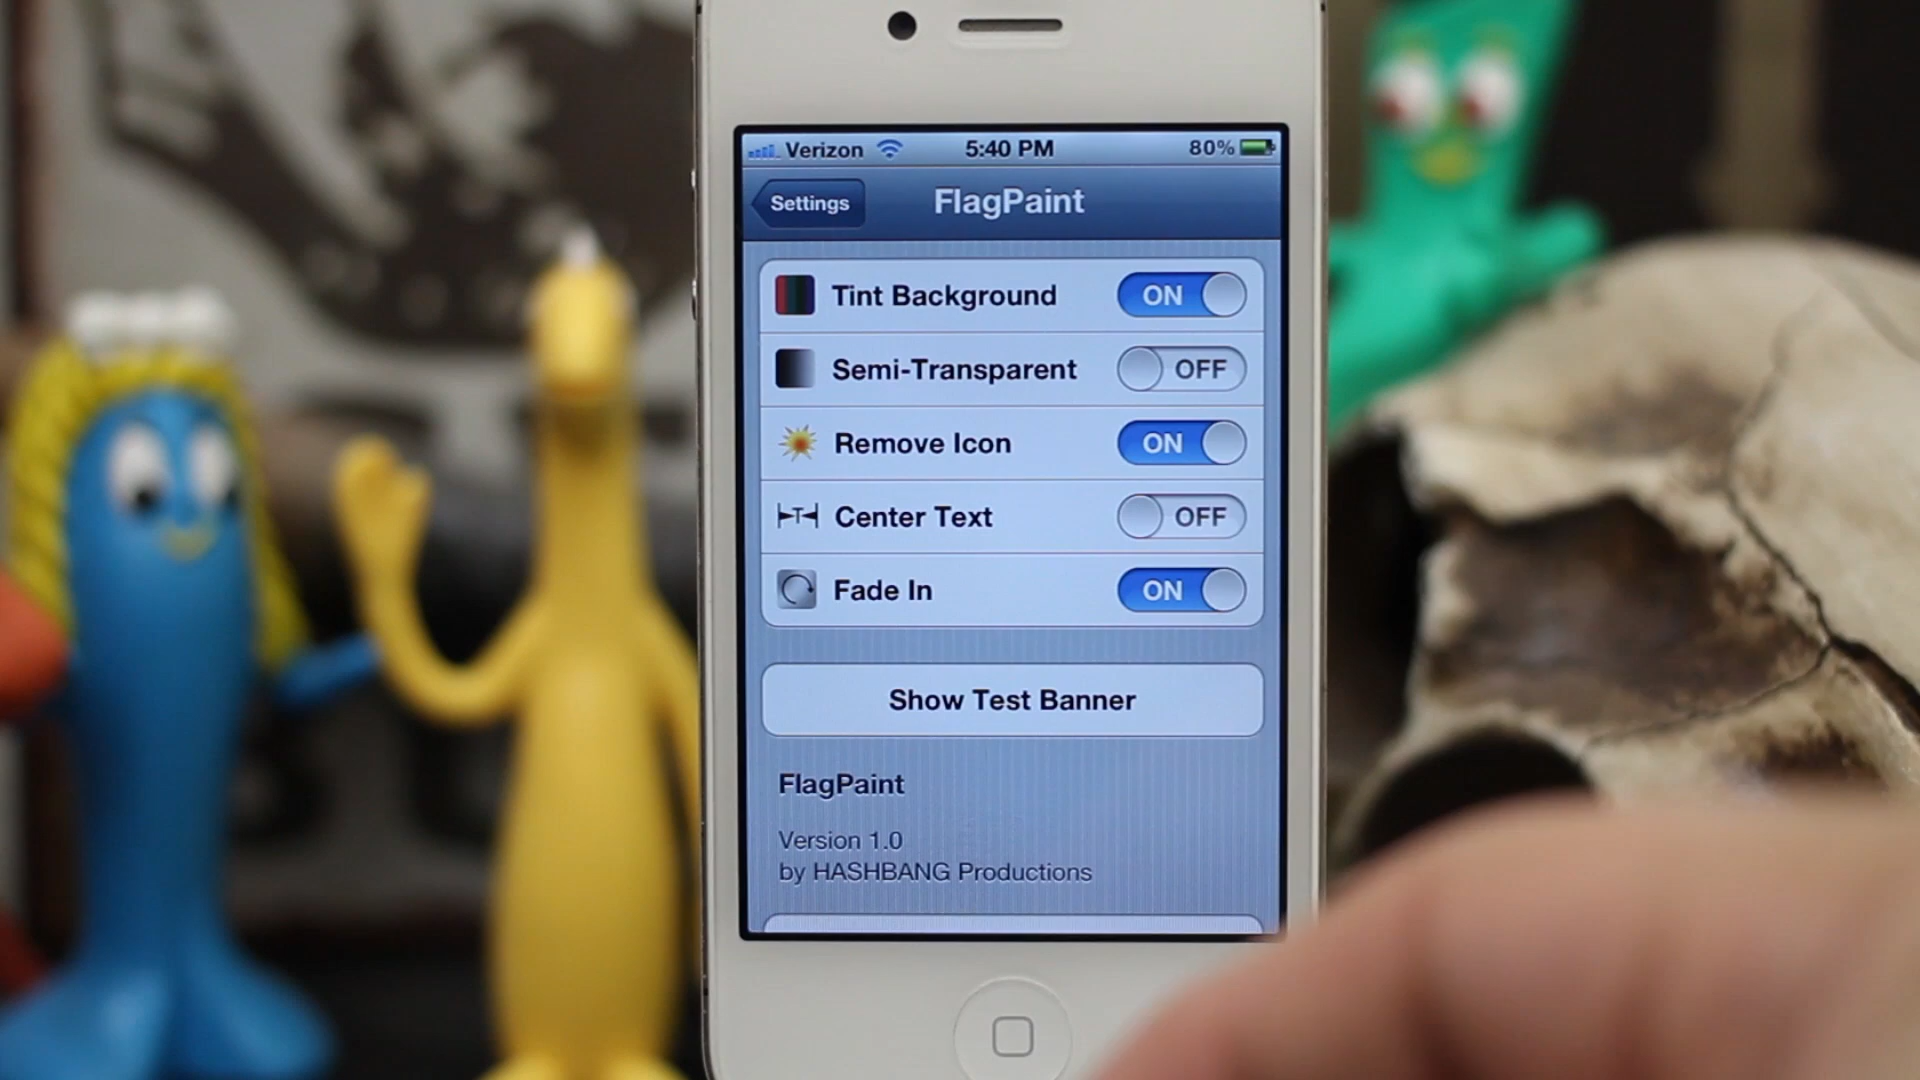 Verizon 5:40 PM 80%
Settings FlagPaint
Tint Background ON
Semi-Transparent OFF
Remove Icon ON
T Center Text OFF
Fade In ON
Show Test Banner
FlagPaint
Version 1.0
by HASHBANG Productions